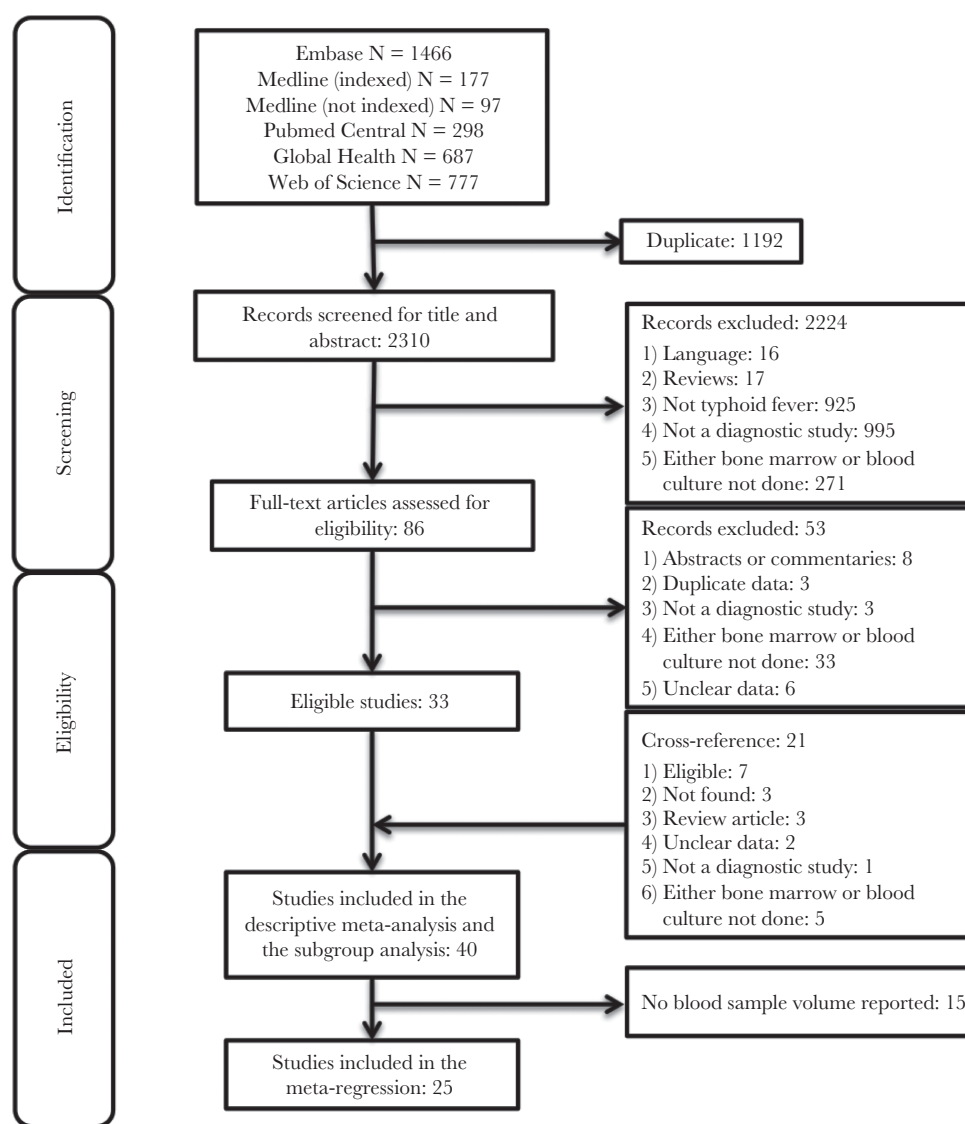 Identification
Embase N = 1466
Medline (indexed) N = 177
Medline (not indexed) N = 97
Pubmed Central N = 298
Global Health N = 687
Web of Science N = 777
Duplicate: 1192
Screening
Records screened for title and
abstract: 2310
Records excluded: 2224
1) Language: 16
2) Reviews: 17
3) Not typhoid fever: 925
4) Not a diagnostic study: 995
5) Either bone marrow or blood
culture not done: 271
Full-text articles assessed for
eligibility: 86
Records excluded: 53
1) Abstracts or commentaries: 8
2) Duplicate data: 3
3) Not a diagnostic study: 3
4) Either bone marrow or blood
culture not done: 33
5) Unclear data: 6
Eligibility
Eligible studies: 33
Cross-reference: 21
1) Eligible: 7
2) Not found: 3
3) Review article: 3
4) Unclear data: 2
5) Not a diagnostic study: 1
6) Either bone marrow or blood
culture not done: 5
Included
Studies included in the
descriptive meta-analysis and
the subgroup analysis: 40
No blood sample volume reported: 15
Studies included in the
meta-regression: 25